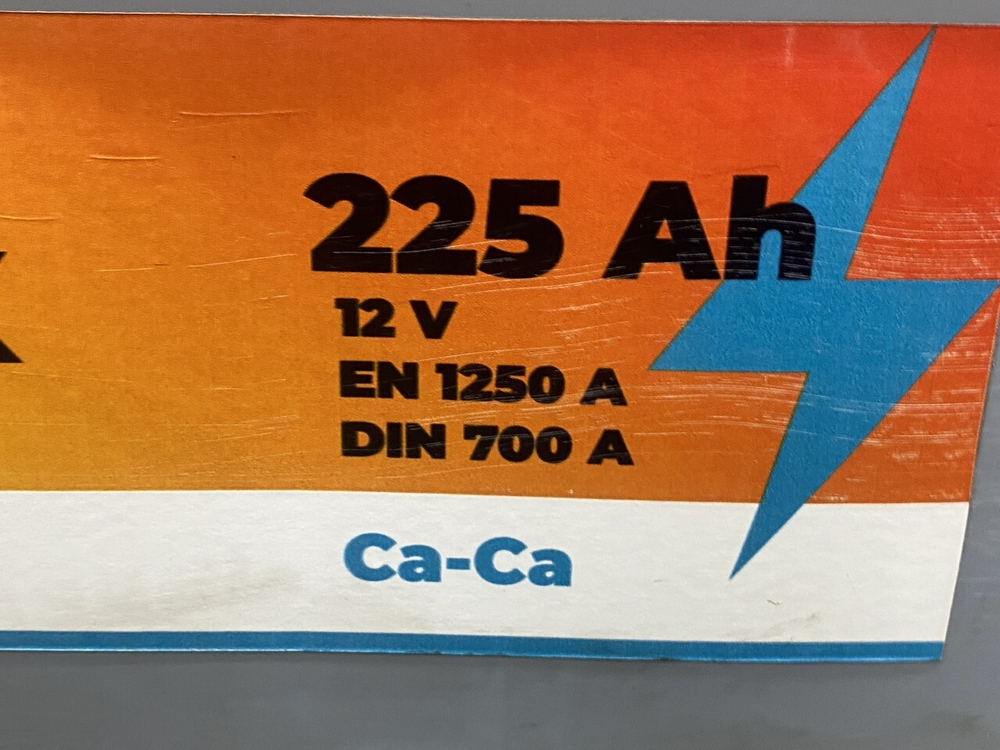 225 Ah
12 V
EN 1250 A
DIN 700 A
Ca-Ca